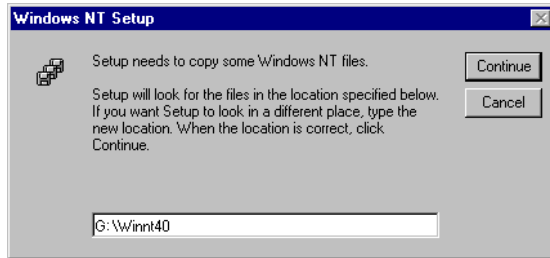 Windows NT Setup
Setup needs to copy some Windows NT files.
Continue
Setup will look for the files in the location specified below.
If you want Setup to look in a different place, type the
new location. When the location is correct, click
Continue.
Cancel
G:\Winnt40